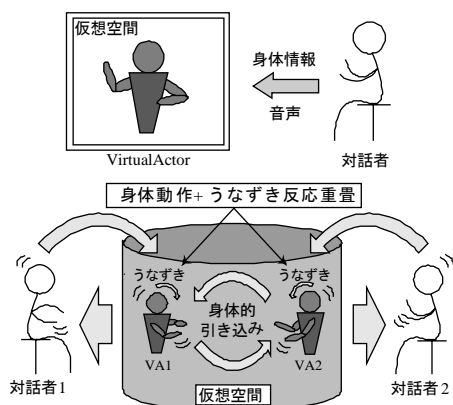 仮想空間
身体情報
音声
VirtualActor
対話者
身体動作+うなずき反応重畳
うなずき
うなずき
身体的
引き込み
VA1
VA2
対話者1
仮想空間
対話者2